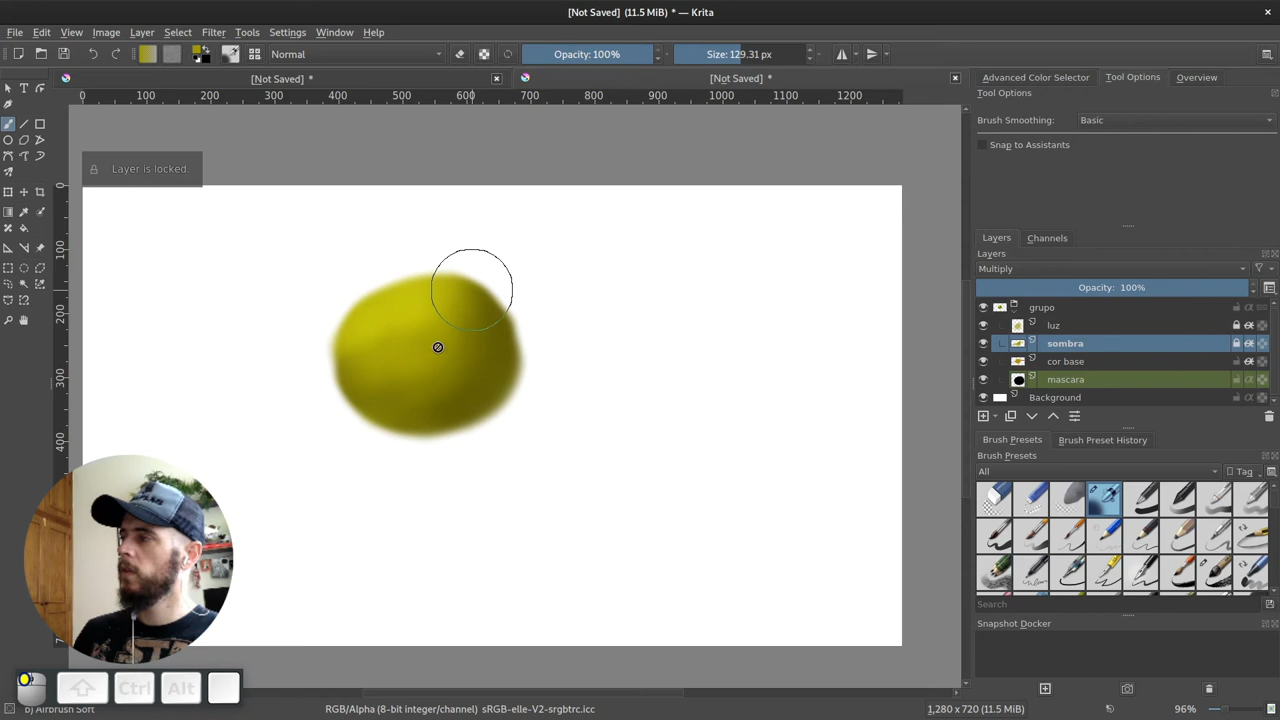 [Not Saved] (11.5 MiB) * — Krita
File Edit View Image Layer Select Filter Tools Settings Window Help
Normal
Opacity: 100%
Size: 129.31 px
[Not Saved] *
[Not Saved] *
0 100 200 300 400 500 600 700 800 900 1000 1100 1200
0
100
200
300
400
Layer is locked.
Advanced Color Selector Tool Options Overview
Tool Options
Brush Smoothing: Basic
Snap to Assistants
Layers Channels
Layers
Multiply
Opacity: 100%
grupo
luz
sombra
cor base
mascara
Background
Brush Presets Brush Preset History
Brush Presets
All Tag
Search
Snapshot Docker
Ctrl Alt
b) Airbrush Soft RGB/Alpha (8-bit integer/channel) sRGB-elle-V2-srgbtrc.icc 1,280 x 720 (11.5 MiB) 96%